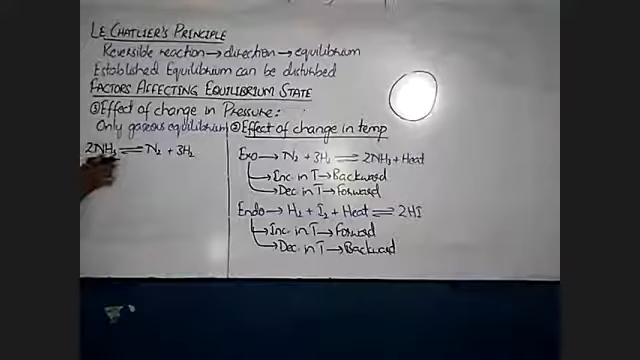 LE CHATLIER'S PRINCIPLE
Reversible reaction → direction → equilibrium
Established Equilibrium can be disturbed
FACTORS AFFECTING EQUILIBRIUM STATE
① Effect of change in Pressure:
Only gaseous equilibrium
2NH₃ ⇌ N₂ + 3H₂
② Effect of change in temp
Exo → N₂ + 3H₂ ⇌ 2NH₃ + Heat
→ Inc. in T → Backward
→ Dec. in T → Forward
Endo → H₂ + I₂ + Heat ⇌ 2HI
→ Inc. in T → Forward
→ Dec. in T → Backward